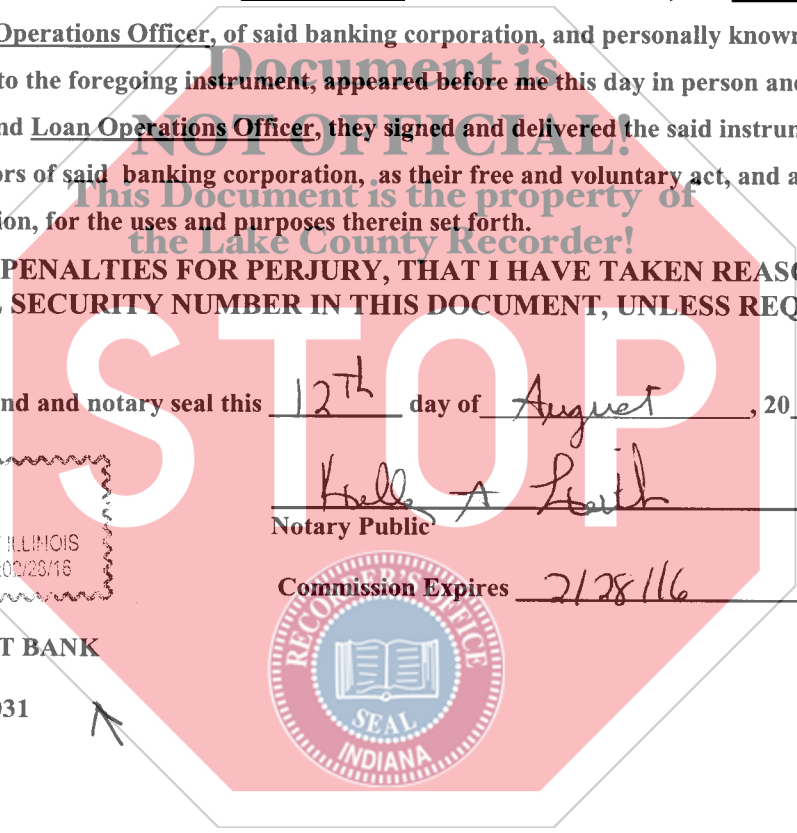 Operations Officer, of said banking corporation, and personally known
Document is
to the foregoing instrument, appeared before me this day in person and
nd Loan Operations Officer, they signed and delivered the said instrun
NOT OFFICIAL!
ors of said banking corporation, as their free and voluntary act, and a
This Document is the property of
ion, for the uses and purposes therein set forth.
the Lake County Recorder!
PENALTIES FOR PERJURY, THAT I HAVE TAKEN REASO
SECURITY NUMBER IN THIS DOCUMENT, UNLESS REQ
STOP
nd and notary seal this 12th day of August, 20
Kelly A
Notary Public
ILLINOIS
02/28/16
Commission Expires 2/28/16
T BANK
031
RECORDER'S OFFICE
SEAL
INDIANA